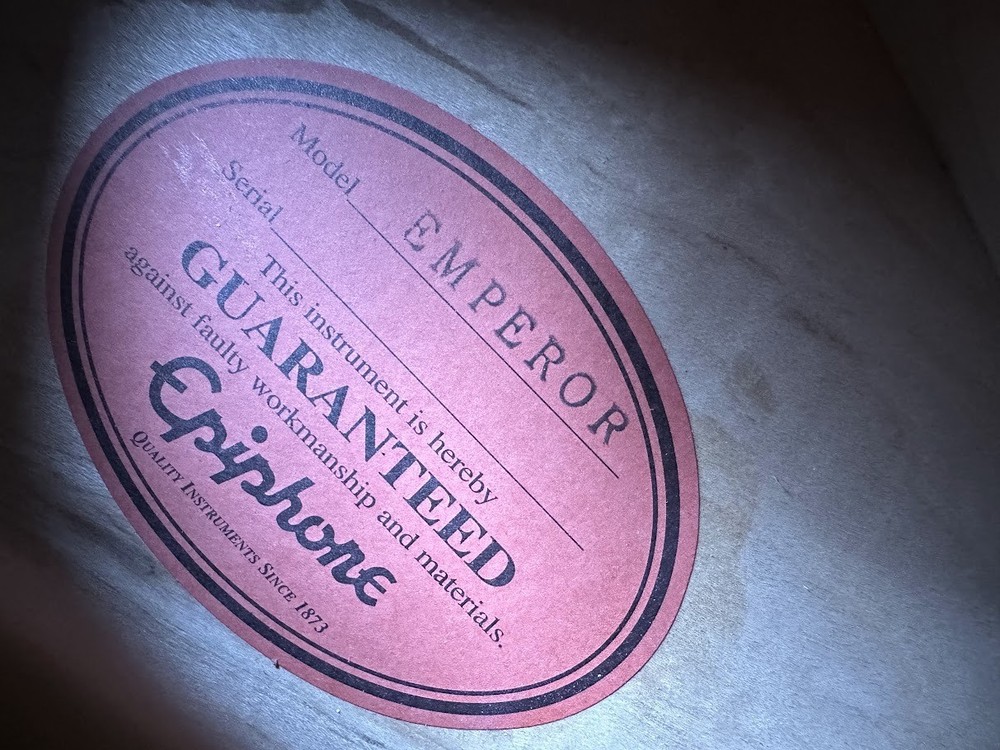 Model EMPEROR
Serial
This instrument is hereby
GUARANTEED
against faulty workmanship and materials.
Epiphone
QUALITY INSTRUMENTS SINCE 1873